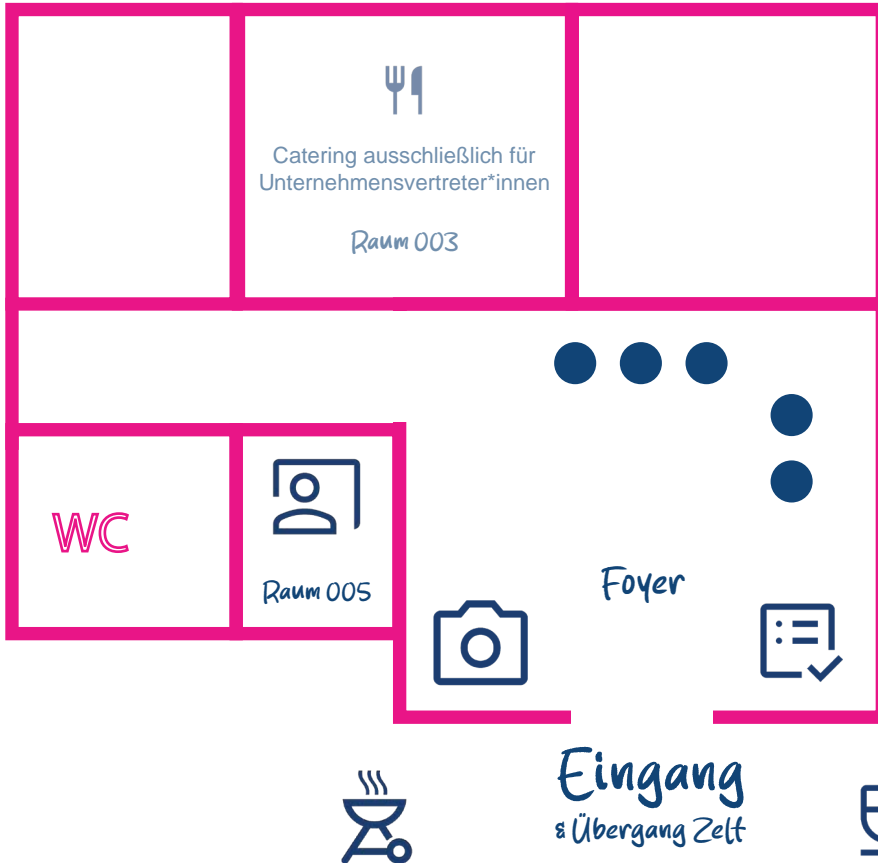 Catering ausschließlich für
Unternehmensvertreter*innen
Raum 003
WC
Raum 005
Foyer
Eingang
& Übergang Zelt